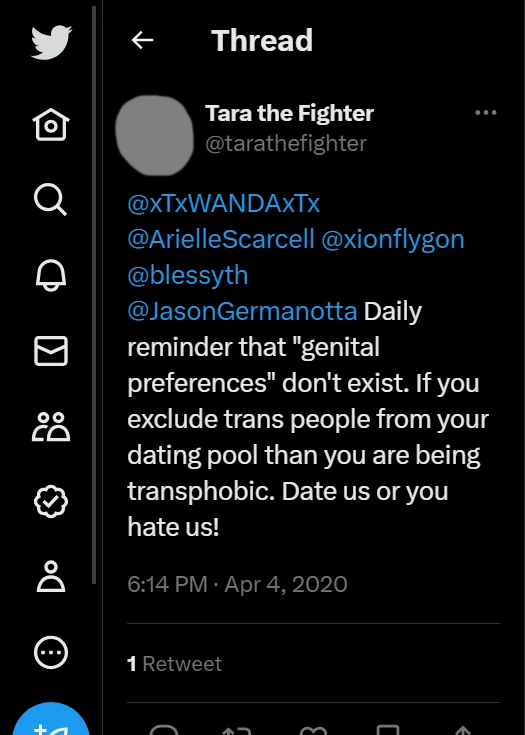 Thread
Tara the Fighter
@tarathefighter
@xTxWANDAxTx
@ArielleScarcell @xionflygon
@blessyth
@JasonGermanotta Daily
reminder that "genital
preferences" don't exist. If you
exclude trans people from your
dating pool than you are being
transphobic. Date us or you
hate us!
6:14 PM · Apr 4, 2020
1 Retweet